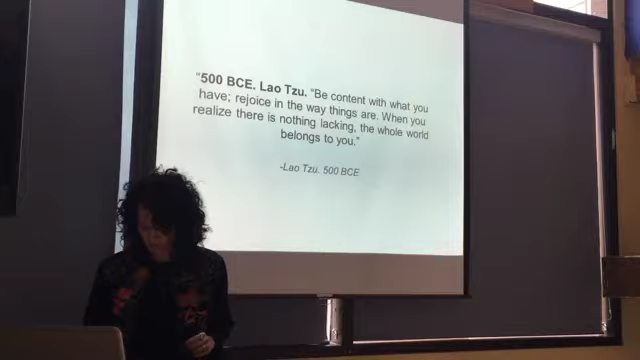 "500 BCE. Lao Tzu. "Be content with what you
have; rejoice in the way things are. When you
realize there is nothing lacking, the whole world
belongs to you."
-Lao Tzu. 500 BCE